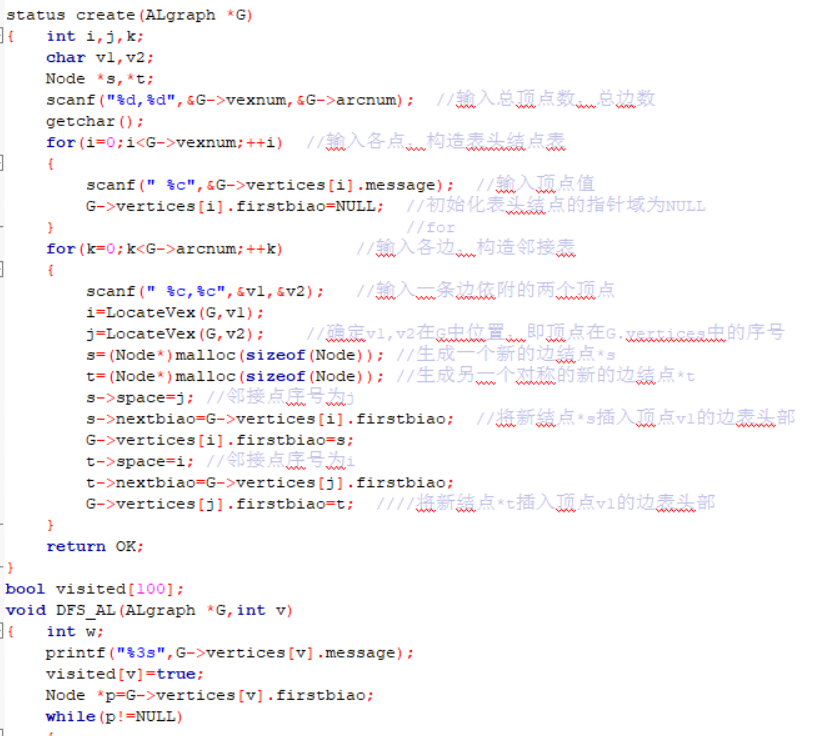 status create(ALgraph *G)
{   int i,j,k;
    char v1,v2;
    Node *s,*t;
    scanf("%d,%d",&G->vexnum,&G->arcnum);  //输入总顶点数，总边数
    getchar();
    for(i=0;i<G->vexnum;++i)  //输入各点，构造表头结点表
    {
        scanf(" %c",&G->vertices[i].message);  //输入顶点值
        G->vertices[i].firstbiao=NULL;  //初始化表头结点的指针域为NULL
    }                                   //for
    for(k=0;k<G->arcnum;++k)       //输入各边，构造邻接表
    {
        scanf(" %c,%c",&v1,&v2);   //输入一条边依附的两个顶点
        i=LocateVex(G,v1);
        j=LocateVex(G,v2);    //确定v1,v2在G中位置，即顶点在G.vertices中的序号
        s=(Node*)malloc(sizeof(Node)); //生成一个新的边结点*s
        t=(Node*)malloc(sizeof(Node)); //生成另一个对称的新的边结点*t
        s->space=j; //邻接点序号为j
        s->nextbiao=G->vertices[i].firstbiao;  //将新结点*s插入顶点v1的边表头部
        G->vertices[i].firstbiao=s;
        t->space=i; //邻接点序号为i
        t->nextbiao=G->vertices[j].firstbiao;
        G->vertices[j].firstbiao=t;  ////将新结点*t插入顶点v1的边表头部
    }
    return OK;
}
bool visited[100];
void DFS_AL(ALgraph *G,int v)
{   int w;
    printf("%3s",G->vertices[v].message);
    visited[v]=true;
    Node *p=G->vertices[v].firstbiao;
    while(p!=NULL)